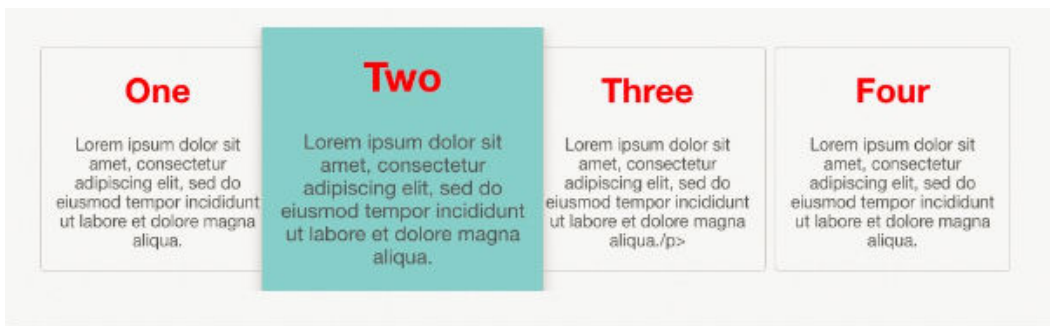 One
Lorem ipsum dolor sit
amet, consectetur
adipiscing elit, sed do
eiusmod tempor incididunt
ut labore et dolore magna
aliqua.
Two
Lorem ipsum dolor sit
amet, consectetur
adipiscing elit, sed do
eiusmod tempor incididunt
ut labore et dolore magna
aliqua.
Three
Lorem ipsum dolor sit
amet, consectetur
adipiscing elit, sed do
eiusmod tempor incididunt
ut labore et dolore magna
aliqua./p>
Four
Lorem ipsum dolor sit
amet, consectetur
adipiscing elit, sed do
eiusmod tempor incididunt
ut labore et dolore magna
aliqua.